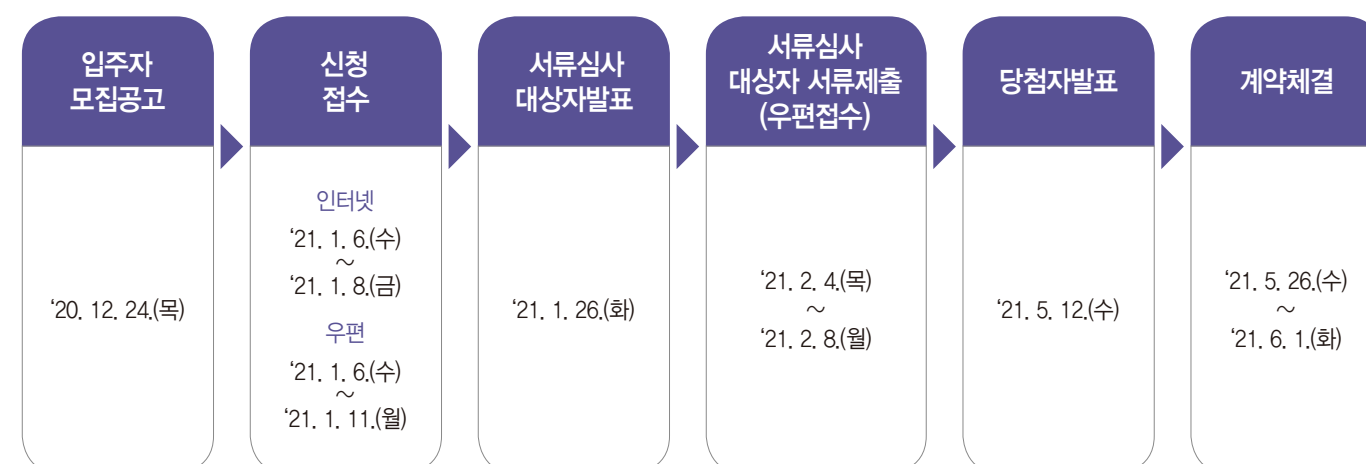 입주자
모집공고
‘20. 12. 24.(목)
신청
접수
인터넷
‘21. 1. 6.(수)
~
‘21. 1. 8.(금)
우편
‘21. 1. 6.(수)
~
‘21. 1. 11.(월)
서류심사
대상자발표
‘21. 1. 26.(화)
서류심사
대상자 서류제출
(우편접수)
‘21. 2. 4.(목)
~
‘21. 2. 8.(월)
당첨자발표
‘21. 5. 12.(수)
계약체결
‘21. 5. 26.(수)
~
‘21. 6. 1.(화)